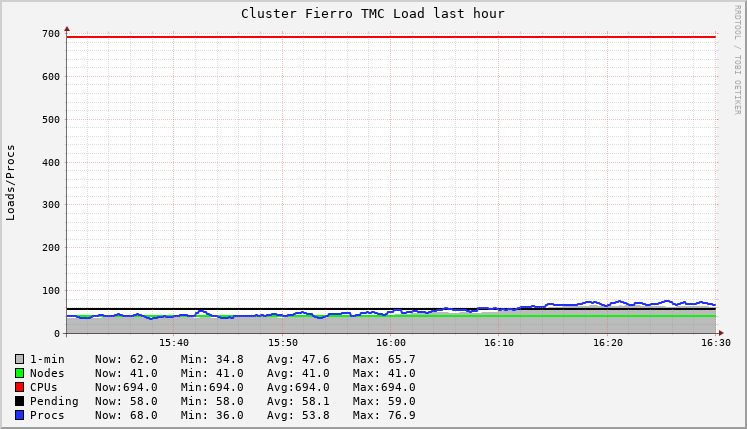 Cluster Fierro TMC Load last hour
RRDTOOL / TOBI OETIKER
Loads/Procs
700
600
500
400
300
200
100
0
15:40 15:50 16:00 16:10 16:20 16:30
1-min Now: 62.0 Min: 34.8 Avg: 47.6 Max: 65.7
Nodes Now: 41.0 Min: 41.0 Avg: 41.0 Max: 41.0
CPUs Now:694.0 Min:694.0 Avg:694.0 Max:694.0
Pending Now: 58.0 Min: 58.0 Avg: 58.1 Max: 59.0
Procs Now: 68.0 Min: 36.0 Avg: 53.8 Max: 76.9